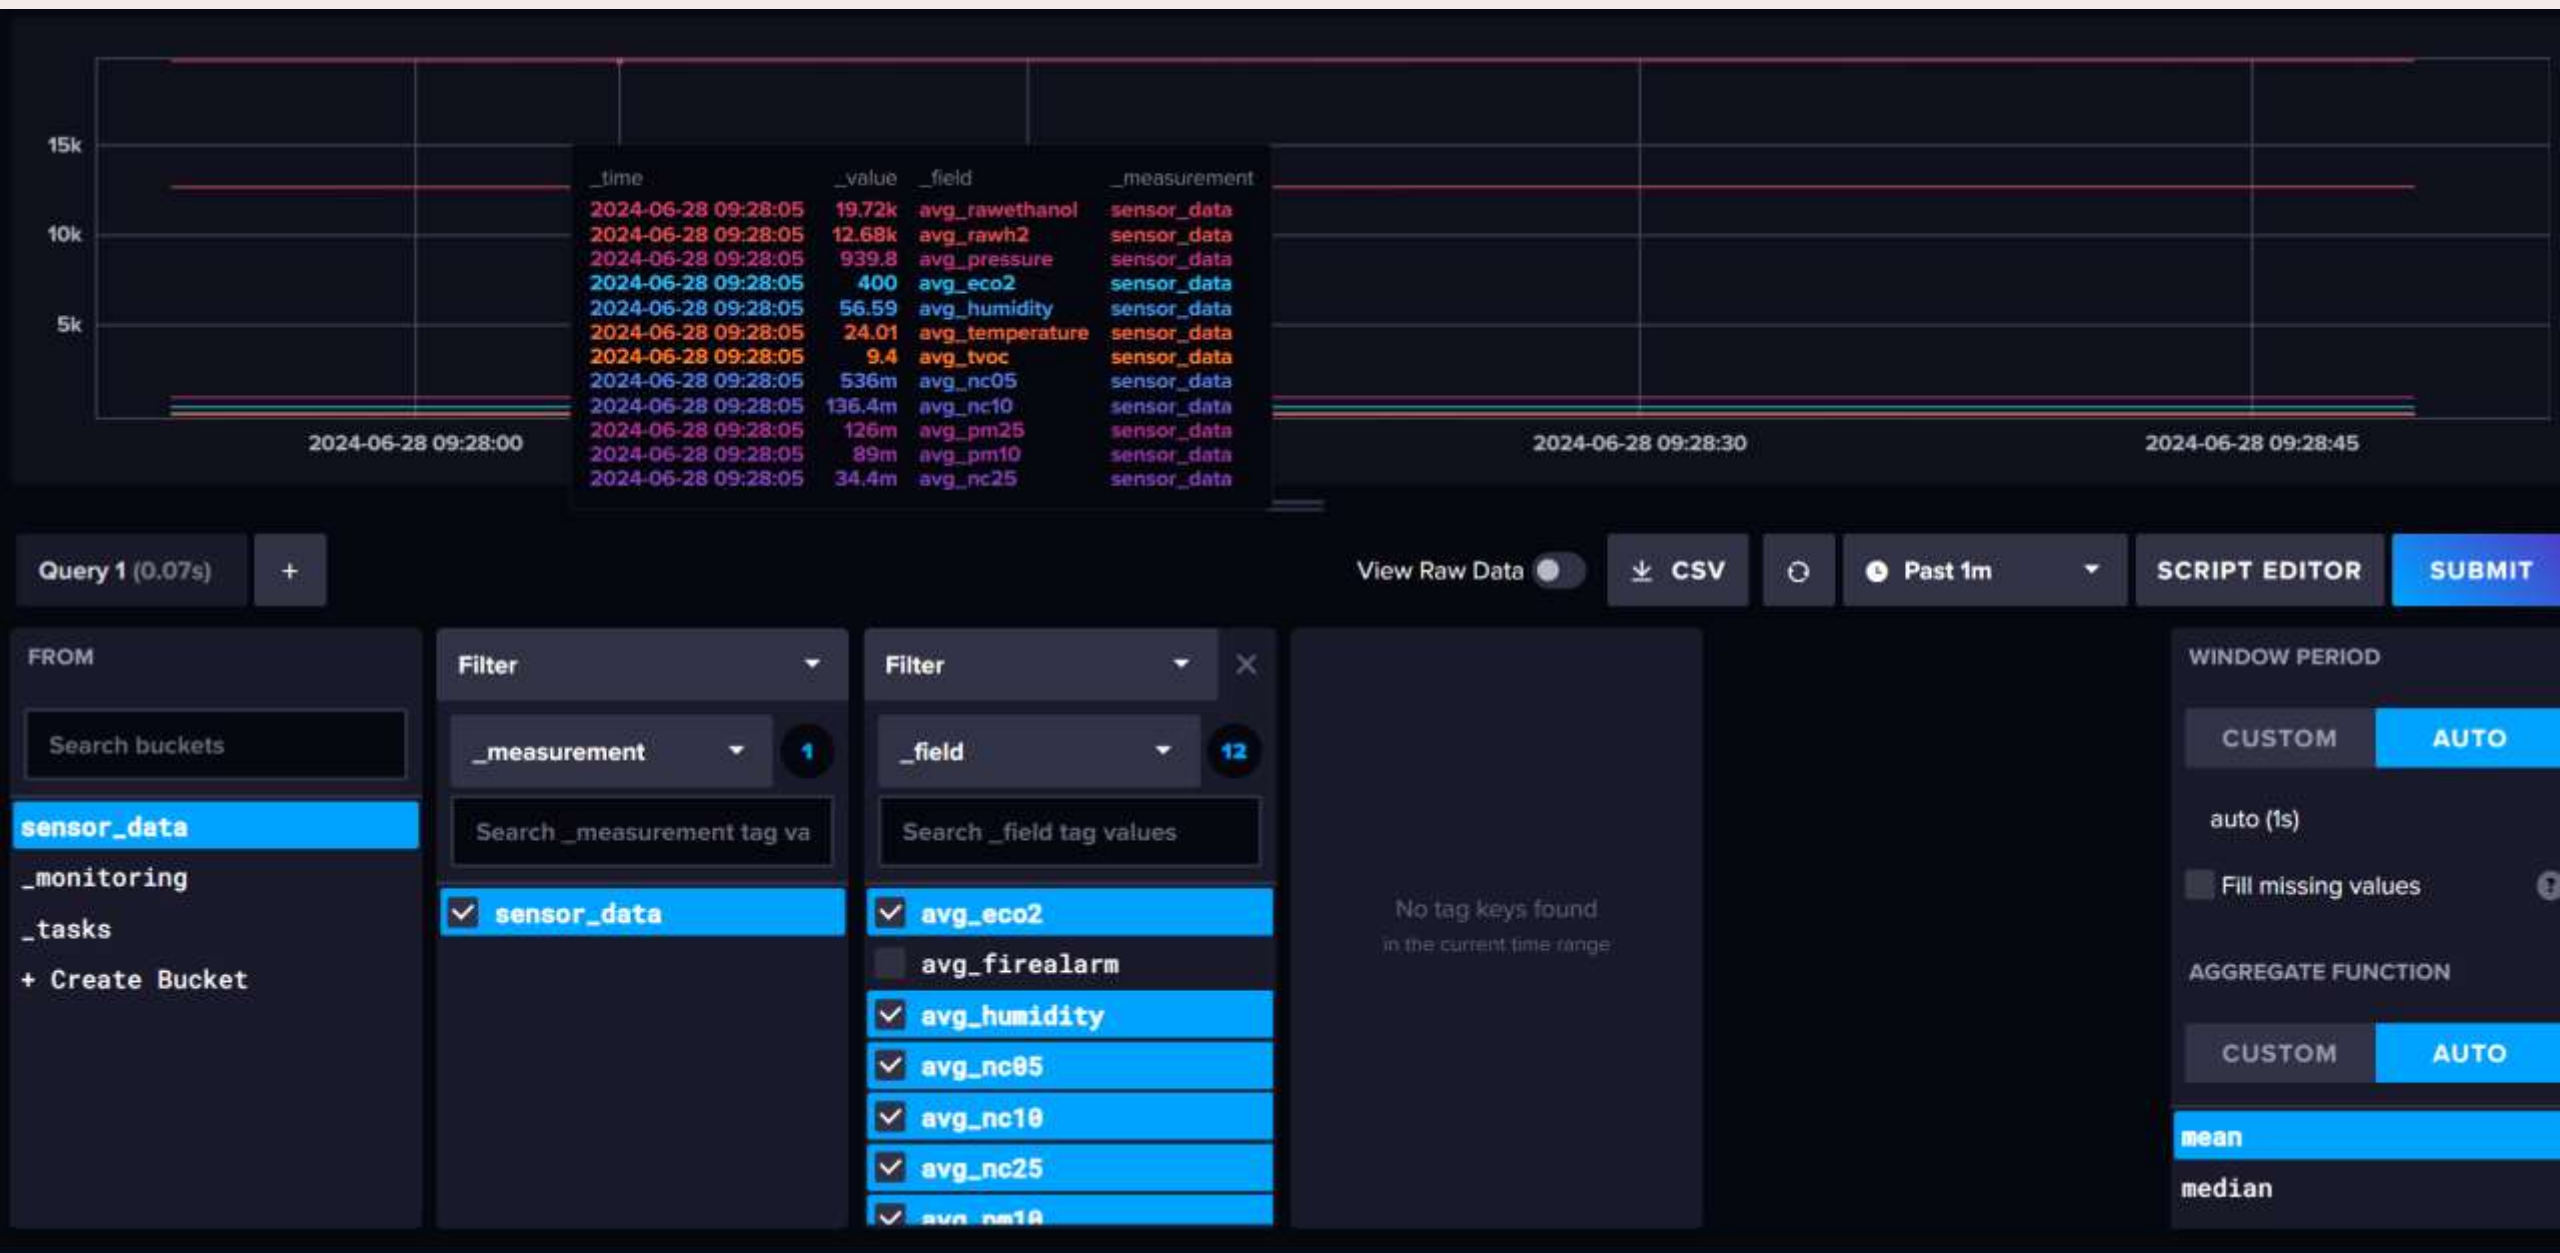 15k
10k
5k
_time _value _field _measurement
2024-06-28 09:28:05 19.72k avg_rawethanol sensor_data
2024-06-28 09:28:05 12.68k avg_rawh2 sensor_data
2024-06-28 09:28:05 939.8 avg_pressure sensor_data
2024-06-28 09:28:05 400 avg_eco2 sensor_data
2024-06-28 09:28:05 56.59 avg_humidity sensor_data
2024-06-28 09:28:05 24.01 avg_temperature sensor_data
2024-06-28 09:28:05 9.4 avg_tvoc sensor_data
2024-06-28 09:28:05 536m avg_nc05 sensor_data
2024-06-28 09:28:05 136.4m avg_nc10 sensor_data
2024-06-28 09:28:05 126m avg_pm25 sensor_data
2024-06-28 09:28:05 89m avg_pm10 sensor_data
2024-06-28 09:28:05 34.4m avg_nc25 sensor_data
2024-06-28 09:28:00 2024-06-28 09:28:30 2024-06-28 09:28:45
Query 1 (0.07s) + View Raw Data CSV Past 1m SCRIPT EDITOR SUBMIT
FROM
Search buckets
sensor_data
_monitoring
_tasks
+ Create Bucket
Filter
_measurement 1
Search _measurement tag va
sensor_data
Filter
_field 12
Search _field tag values
avg_eco2
avg_firealarm
avg_humidity
avg_nc05
avg_nc10
avg_nc25
avg_pm10
No tag keys found
in the current time range
WINDOW PERIOD
CUSTOM AUTO
auto (1s)
Fill missing values ?
AGGREGATE FUNCTION
CUSTOM AUTO
mean
median